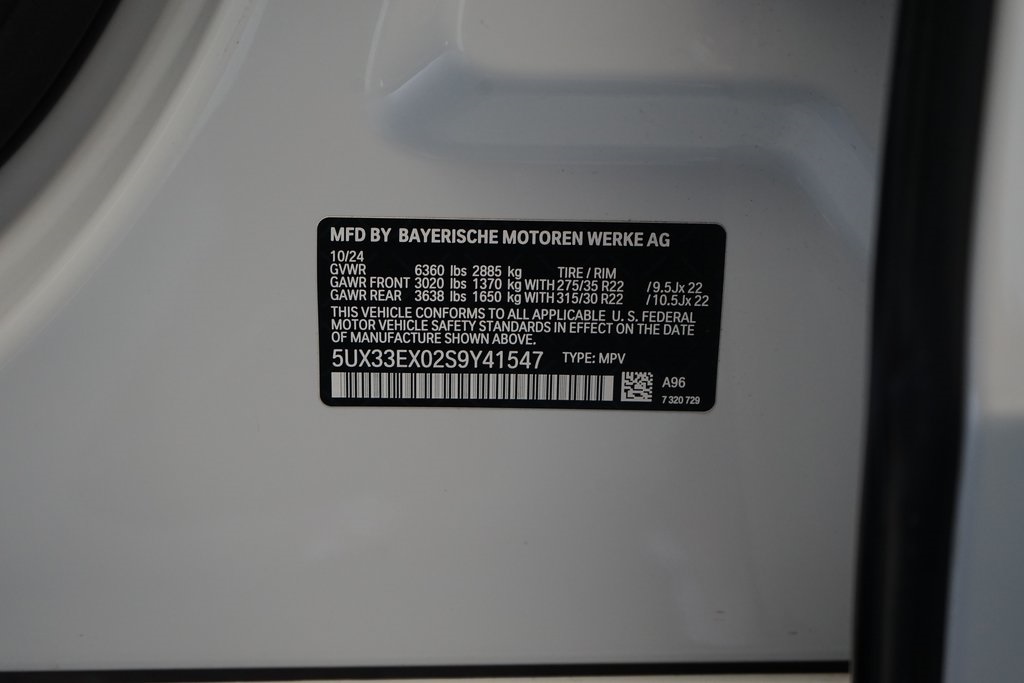 MFD BY BAYERISCHE MOTOREN WERKE AG
10/24
GVWR 6360 lbs 2885 kg TIRE / RIM
GAWR FRONT 3020 lbs 1370 kg WITH 275/35 R22 / 9.5Jx 22
GAWR REAR 3638 lbs 1650 kg WITH 315/30 R22 / 10.5Jx 22
THIS VEHICLE CONFORMS TO ALL APPLICABLE U. S. FEDERAL
MOTOR VEHICLE SAFETY STANDARDS IN EFFECT ON THE DATE
OF MANUFACTURE SHOWN ABOVE.
5UX33EX02S9Y41547 TYPE: MPV
A96
7 320 729